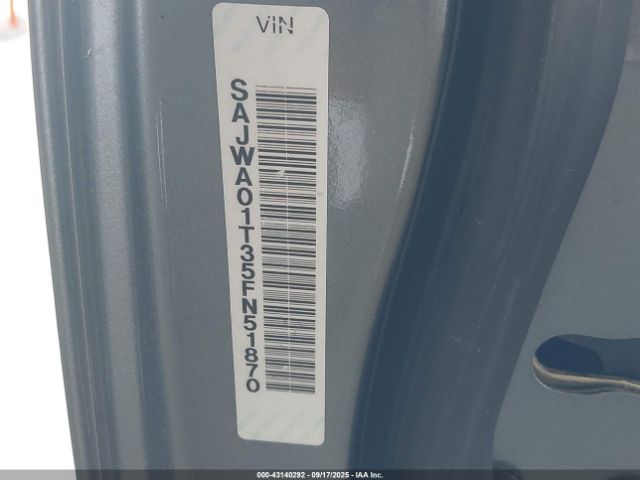 VIN
SAJWA01T35FN51870
000-43140292 - 09/17/2025 - IAA Inc.